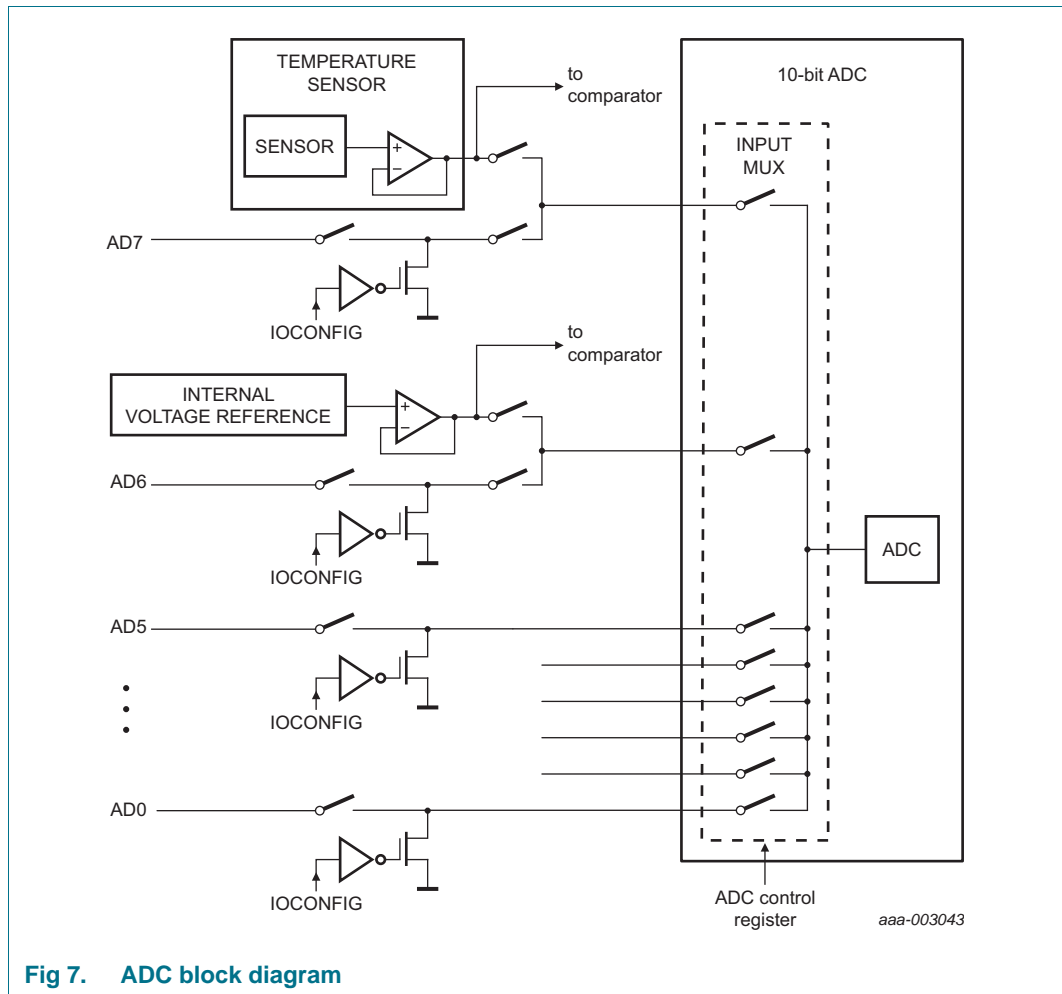 TEMPERATURE
SENSOR
SENSOR
+
−
to
comparator
10-bit ADC
INPUT
MUX
AD7
IOCONFIG
to
comparator
INTERNAL
VOLTAGE REFERENCE
+
−
AD6
IOCONFIG
ADC
AD5
IOCONFIG
AD0
IOCONFIG
ADC control
register
aaa-003043
Fig 7. ADC block diagram